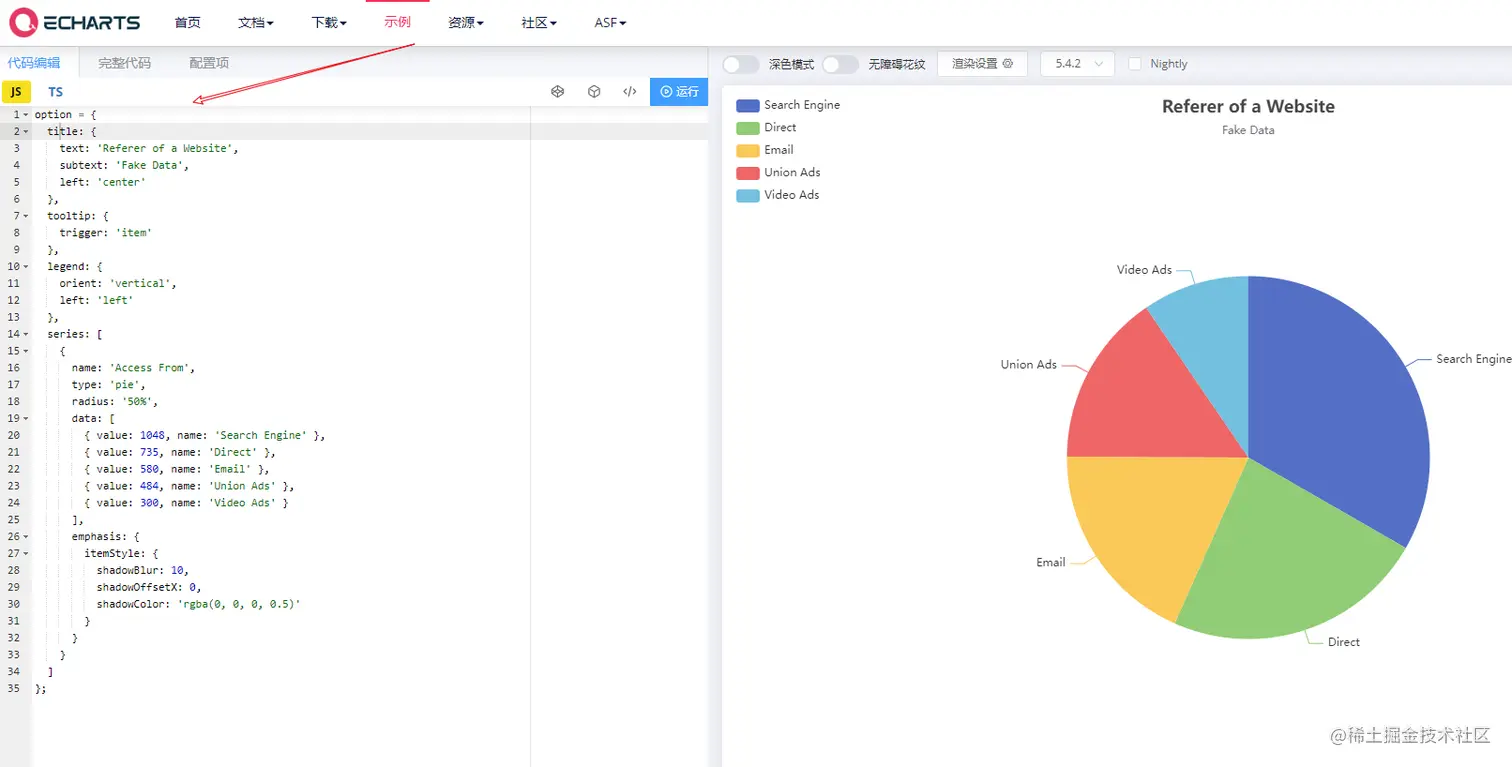 ECHARTS 首页 文档 下载 示例 资源 社区 ASF
代码编辑 完整代码 配置项
JS TS </> 运行
1 option = {
2 title: {
3 text: 'Referer of a Website',
4 subtext: 'Fake Data',
5 left: 'center'
6 },
7 tooltip: {
8 trigger: 'item'
9 },
10 legend: {
11 orient: 'vertical',
12 left: 'left'
13 },
14 series: [
15 {
16 name: 'Access From',
17 type: 'pie',
18 radius: '50%',
19 data: [
20 { value: 1048, name: 'Search Engine' },
21 { value: 735, name: 'Direct' },
22 { value: 580, name: 'Email' },
23 { value: 484, name: 'Union Ads' },
24 { value: 300, name: 'Video Ads' }
25 ],
26 emphasis: {
27 itemStyle: {
28 shadowBlur: 10,
29 shadowOffsetX: 0,
30 shadowColor: 'rgba(0, 0, 0, 0.5)'
31 }
32 }
33 }
34 ]
35 };
深色模式 无障碍花纹 渲染设置 5.4.2 Nightly
Search Engine
Direct
Email
Union Ads
Video Ads
Referer of a Website
Fake Data
Video Ads
Search Engine
Union Ads
Email
Direct
@稀土掘金技术社区